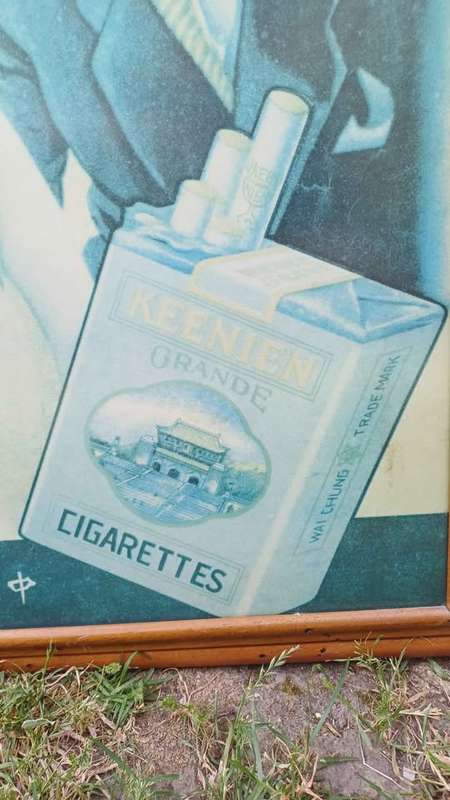 KEENIEN
GRANDE
CIGARETTES
WAI CHUNG TRADE MARK
中